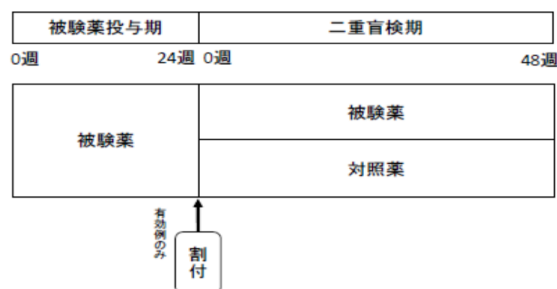 被験薬投与期 二重盲検期
0週 24週 0週 48週
被験薬
被験薬
対照薬
有効例のみ
割付